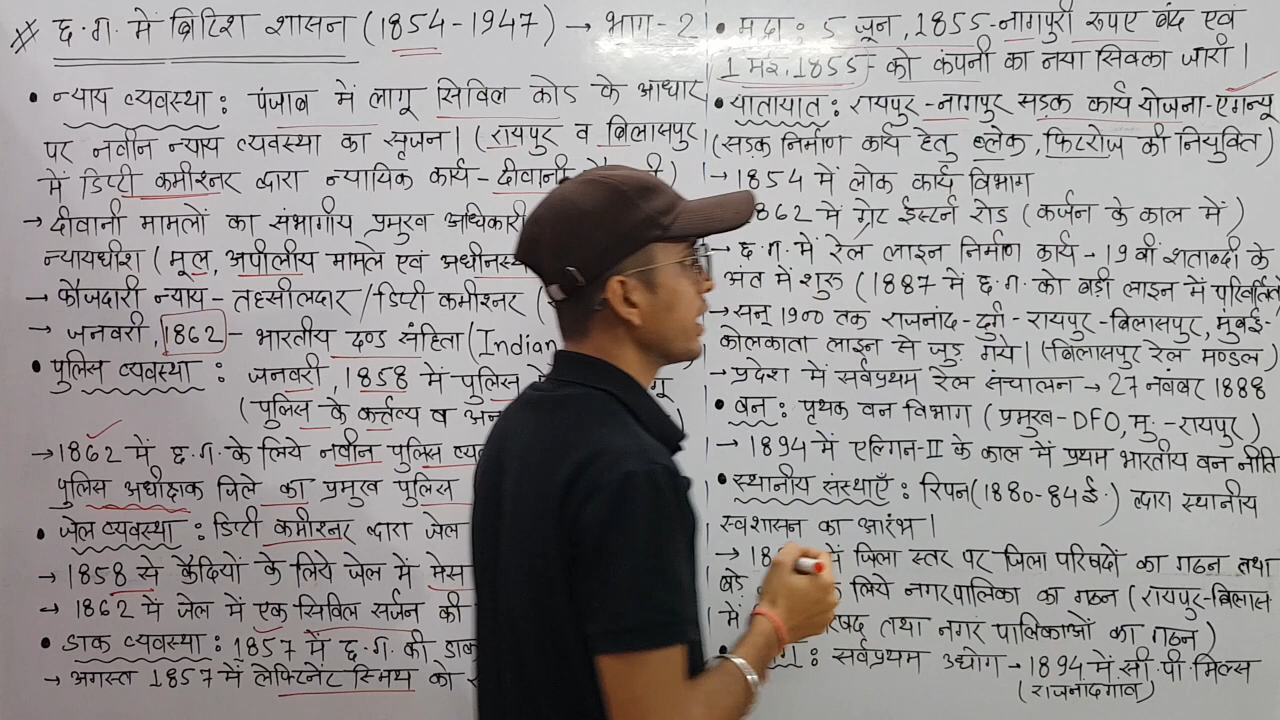 # छ.ग. में ब्रिटिश शासन (1854-1947) → भाग-2
• न्याय व्यवस्था : पंजाब में लागू सिविल कोड के आधार
पर नवीन न्याय व्यवस्था का सृजन। (रायपुर व बिलासपुर
में डिप्टी कमीश्नर द्वारा न्यायिक कार्य - दीवानी
→ दीवानी मामलों का संभागीय प्रमुख अधिकारी
न्यायधीश (मूल, अपीलीय मामले एवं अधीनस्थ
→ फौजदारी न्याय - तहसीलदार / डिप्टी कमीश्नर (
→ जनवरी, 1862 - भारतीय दण्ड संहिता (Indian
• पुलिस व्यवस्था : जनवरी, 1858 में पुलिस
(पुलिस के कर्त्तव्य व
→ 1862 में छ.ग. के लिये नवीन पुलिस
पुलिस अधीक्षक जिले का प्रमुख पुलिस
• जेल व्यवस्था : डिप्टी कमीश्नर द्वारा जेल
→ 1858 से कैदियों के लिये जेल में मेस
→ 1862 में जेल में एक सिविल सर्जन की
• डाक व्यवस्था : 1857 में छ.ग. की डाक
→ अगस्त 1857 में लेफ्टिनेंट स्मिथ को
• मुद्रा : 5 जून, 1855 - नागपुरी रूपए बंद एवं
1 मई, 1855 - को कंपनी का नया सिक्का जारी।
• यातायात : रायपुर - नागपुर सड़क कार्य योजना - एगन्यू
(सड़क निर्माण कार्य हेतु ब्लेक, फिटरोज की नियुक्ति)
→ 1854 में लोक कार्य विभाग
1862 में ग्रेट ईस्टर्न रोड (कर्जन के काल में)
→ छ.ग. में रेल लाइन निर्माण कार्य → 19 वीं शताब्दी के
अंत में शुरू (1887 में छ.ग. को बड़ी लाइन में परिवर्तित
→ सन् 1900 तक राजनांद - दुर्ग - रायपुर - बिलासपुर, मुंबई -
कोलकाता लाइन से जुड़ गये। (बिलासपुर रेल मण्डल)
→ प्रदेश में सर्वप्रथम रेल संचालन → 27 नवंबर 1888
• वन : पृथक वन विभाग (प्रमुख - DFO, मु. - रायपुर)
→ 1894 में एल्गिन-II के काल में प्रथम भारतीय वन नीति
• स्थानीय संस्थाएँ : रिपन (1880-84 ई.) द्वारा स्थानीय
स्वशासन का आरंभ।
→ में जिला स्तर पर जिला परिषदों का गठन तथा
बड़े लिये नगरपालिका का गठन (रायपुर - बिलास
में तथा नगर पालिकाओं का गठन)
• : सर्वप्रथम उद्योग → 1894 में सी.पी मिल्स
(राजनादगांव)